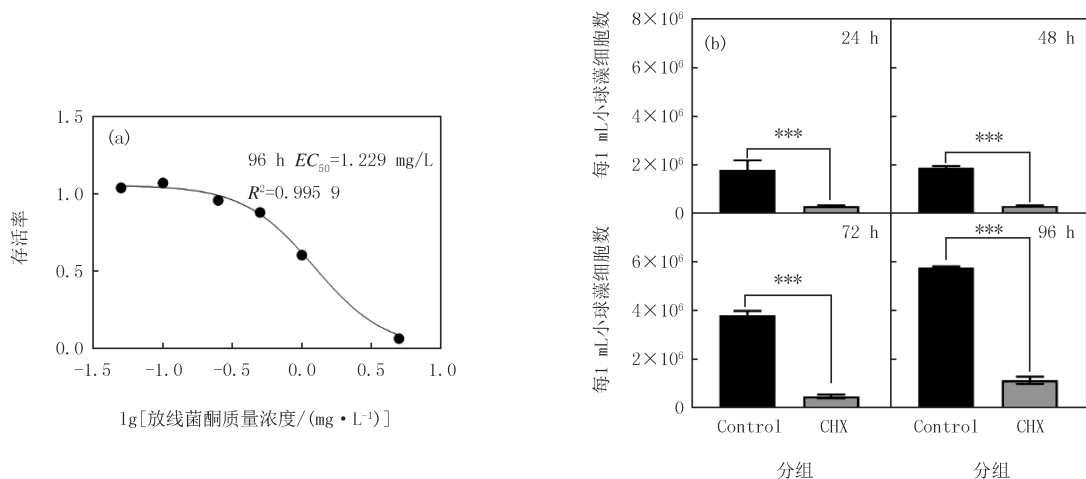 (a)
96 h EC₅₀=1.229 mg/L
R²=0.995 9
1.5
1.0
0.5
0.0
-1.5
-1.0
-0.5
0.0
0.5
1.0
存活率
lg[放线菌酮质量浓度/(mg·L⁻¹)]
(b)
24 h
48 h
8×10⁶
6×10⁶
4×10⁶
2×10⁶
0
每1 mL小球藻细胞数
***
***
72 h
96 h
6×10⁶
4×10⁶
2×10⁶
0
每1 mL小球藻细胞数
***
***
Control
CHX
Control
CHX
分组
分组